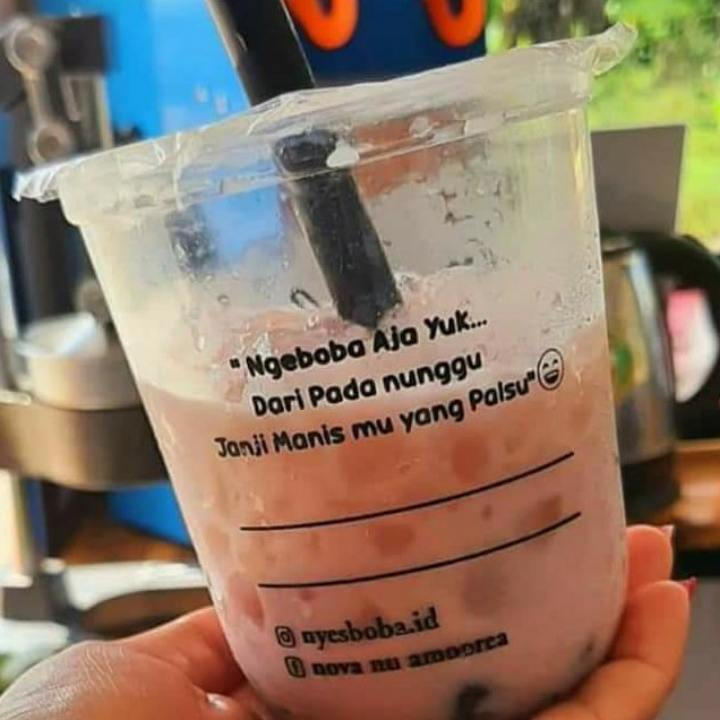 " Ngeboba Aja Yuk...
Dari Pada nunggu
Janji Manis mu yang Palsu"
nyesboba.id
nova nu amoorea